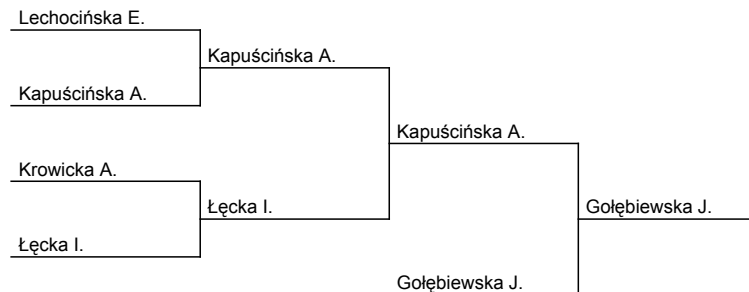 Lechocińska E.
Kapuścińska A.
Kapuścińska A.
Kapuścińska A.
Krowicka A.
Łęcka I.
Gołębiewska J.
Łęcka I.
Gołębiewska J.